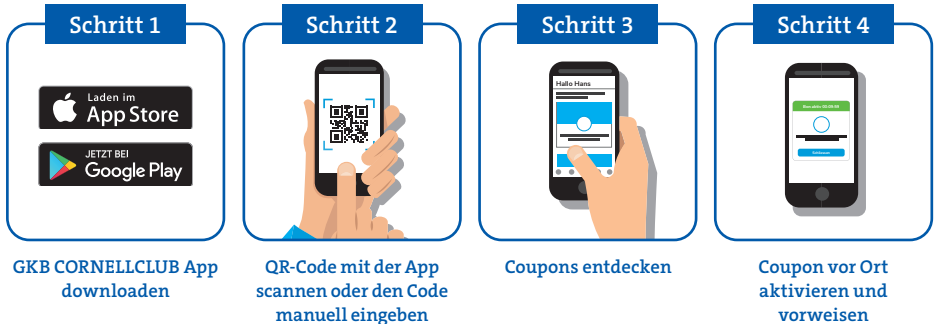 Schritt 1
Schritt 2
Schritt 3
Schritt 4
Laden im
App Store
JETZT BEI
Google Play
Hallo Hans
GKB CORNELLCLUB App
downloaden
QR-Code mit der App
scannen oder den Code
manuell eingeben
Coupons entdecken
Coupon vor Ort
aktivieren und
vorweisen